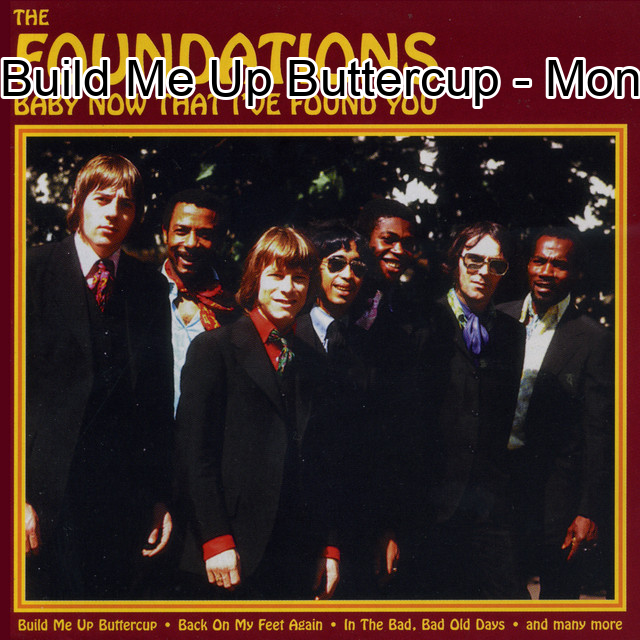 THE
FOUNDATIONS
Build Me Up Buttercup - Mon
BABY NOW THAT I'VE FOUND YOU
Build Me Up Buttercup • Back On My Feet Again • In The Bad, Bad Old Days • and many more